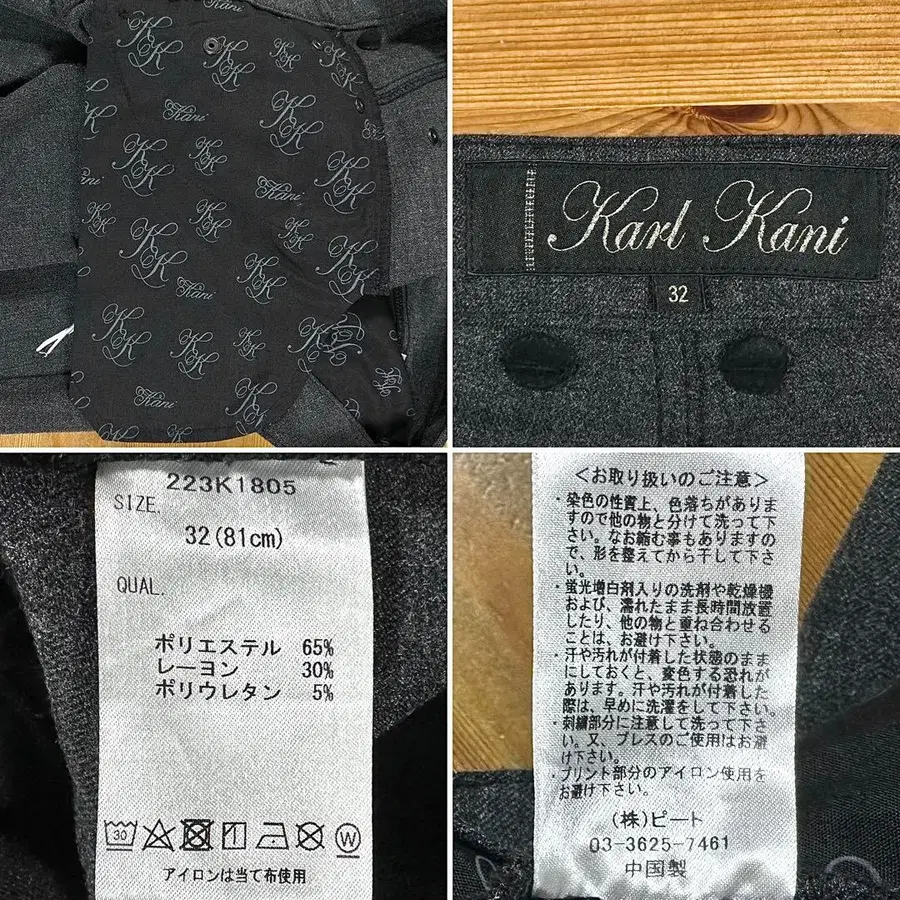 Kani
Kani
Kani
Kani
Karl Kani
32
223K1805
SIZE.
32(81cm)
QUAL.
ポリエステル 65%
レーヨン 30%
ポリウレタン 5%
30
W
アイロンは当て布使用
<お取り扱いのご注意>
・染色の性質上、色落ちがありま
すので他の物と分けて洗って下
さい。なお縮む事もありますの
で、形を整えてから干して下さ
い。
・蛍光増白剤入りの洗剤や乾燥機
および、濡れたまま長時間放置
したり、他の物と重ね合わせる
ことは、お避け下さい。
・汗や汚れが付着した状態のまま
にしておくと、変色する恐れが
あります。汗や汚れが付着した
際は、早めに洗濯をして下さい。
・刺繍部分に注意して洗って下さ
い。又、プレスのご使用はお避
け下さい。
・プリント部分のアイロン使用を
お避け下さい。
(株)ビート
03-3625-7461
中国製